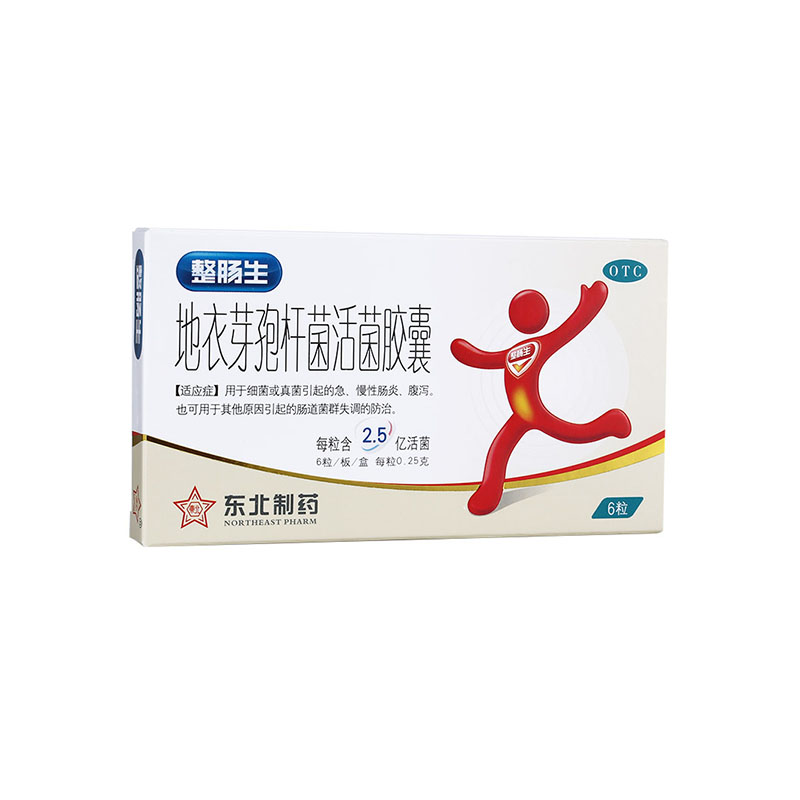 整肠生
OTC
地衣芽孢杆菌活菌胶囊
整肠生
【适应症】用于细菌或真菌引起的急、慢性肠炎、腹泻。
也可用于其他原因引起的肠道菌群失调的防治。
每粒含 2.5 亿活菌
6粒/板/盒 每粒0.25克
东北制药
NORTHEAST PHARM
6粒